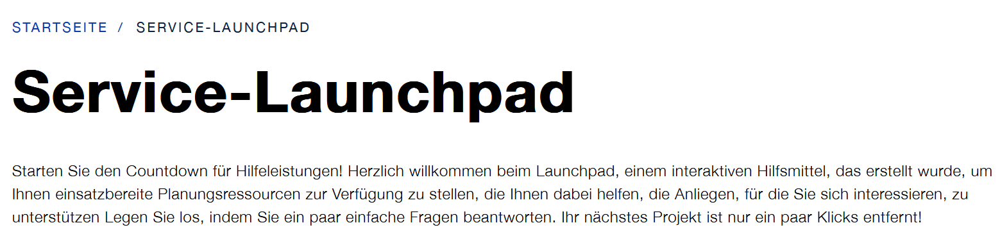 STARTSEITE / SERVICE-LAUNCHPAD
Service-Launchpad
Starten Sie den Countdown für Hilfeleistungen! Herzlich willkommen beim Launchpad, einem interaktiven Hilfsmittel, das erstellt wurde, um
Ihnen einsatzbereite Planungsressourcen zur Verfügung zu stellen, die Ihnen dabei helfen, die Anliegen, für die Sie sich interessieren, zu
unterstützen Legen Sie los, indem Sie ein paar einfache Fragen beantworten. Ihr nächstes Projekt ist nur ein paar Klicks entfernt!